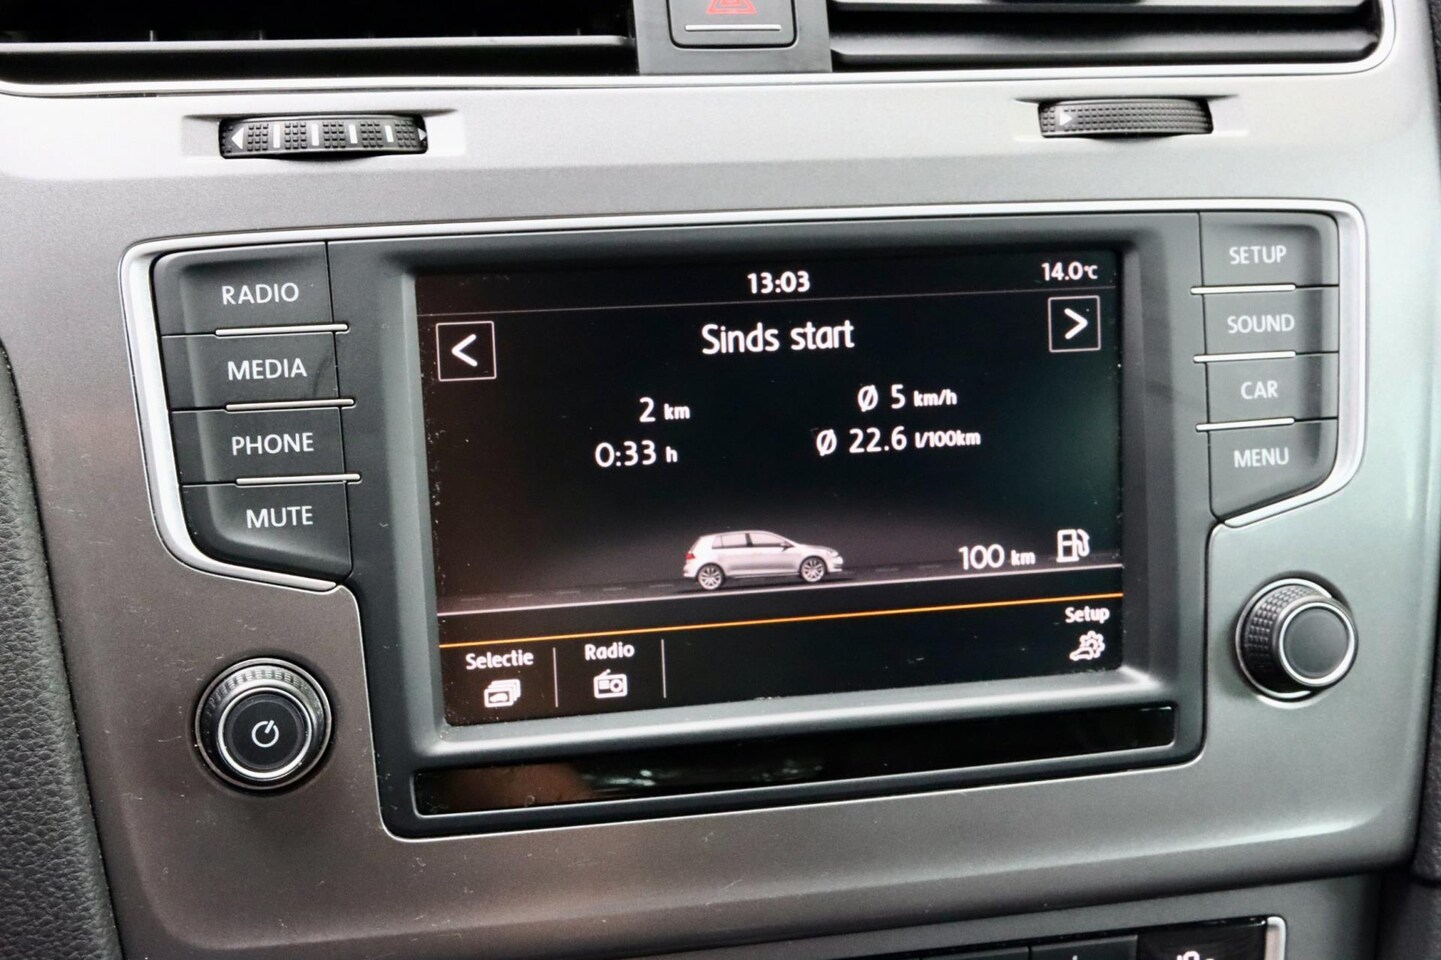 RADIO
MEDIA
PHONE
MUTE
13:03
14.0°C
<
Sinds start
>
2 km
Ø 5 km/h
0:33 h
Ø 22.6 l/100km
100 km
Selectie
Radio
Setup
SETUP
SOUND
CAR
MENU